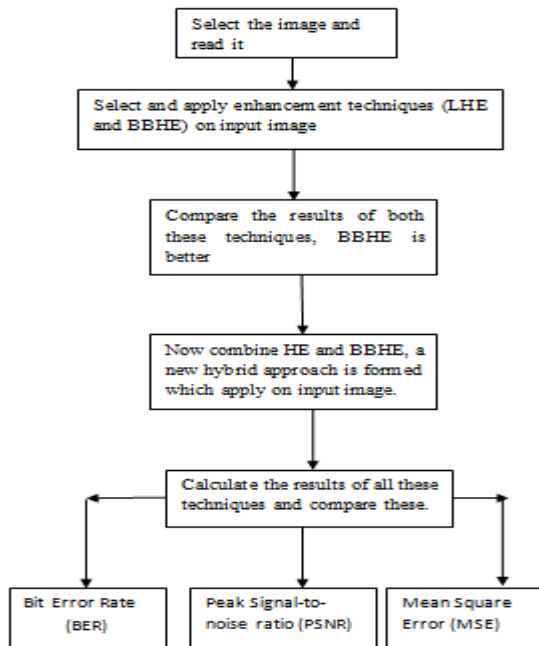 Select the image and
read it
Select and apply enhancement techniques (LHE
and BBHE) on input image
Compare the results of both
these techniques, BBHE is
better
Now combine HE and BBHE, a
new hybrid approach is formed
which apply on input image.
Calculate the results of all these
techniques and compare these.
Bit Error Rate
(BER)
Peak Signal-to-
noise ratio (PSNR)
Mean Square
Error (MSE)